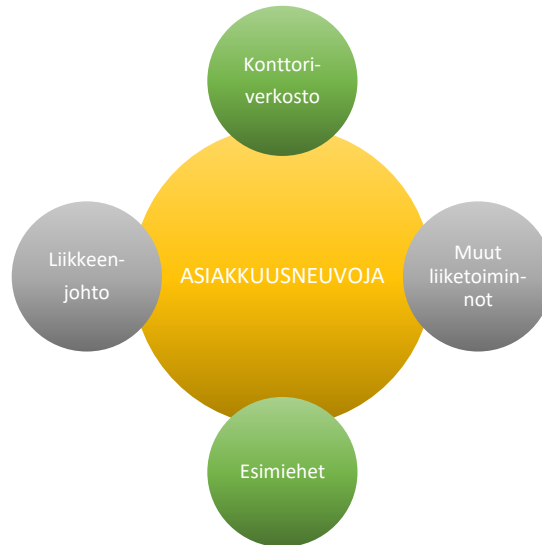 Konttori-
verkosto
Liikkeen-
johto
ASIAKKUUSNEUVOJA
Muut
liiketoimin-
not
Esimiehet